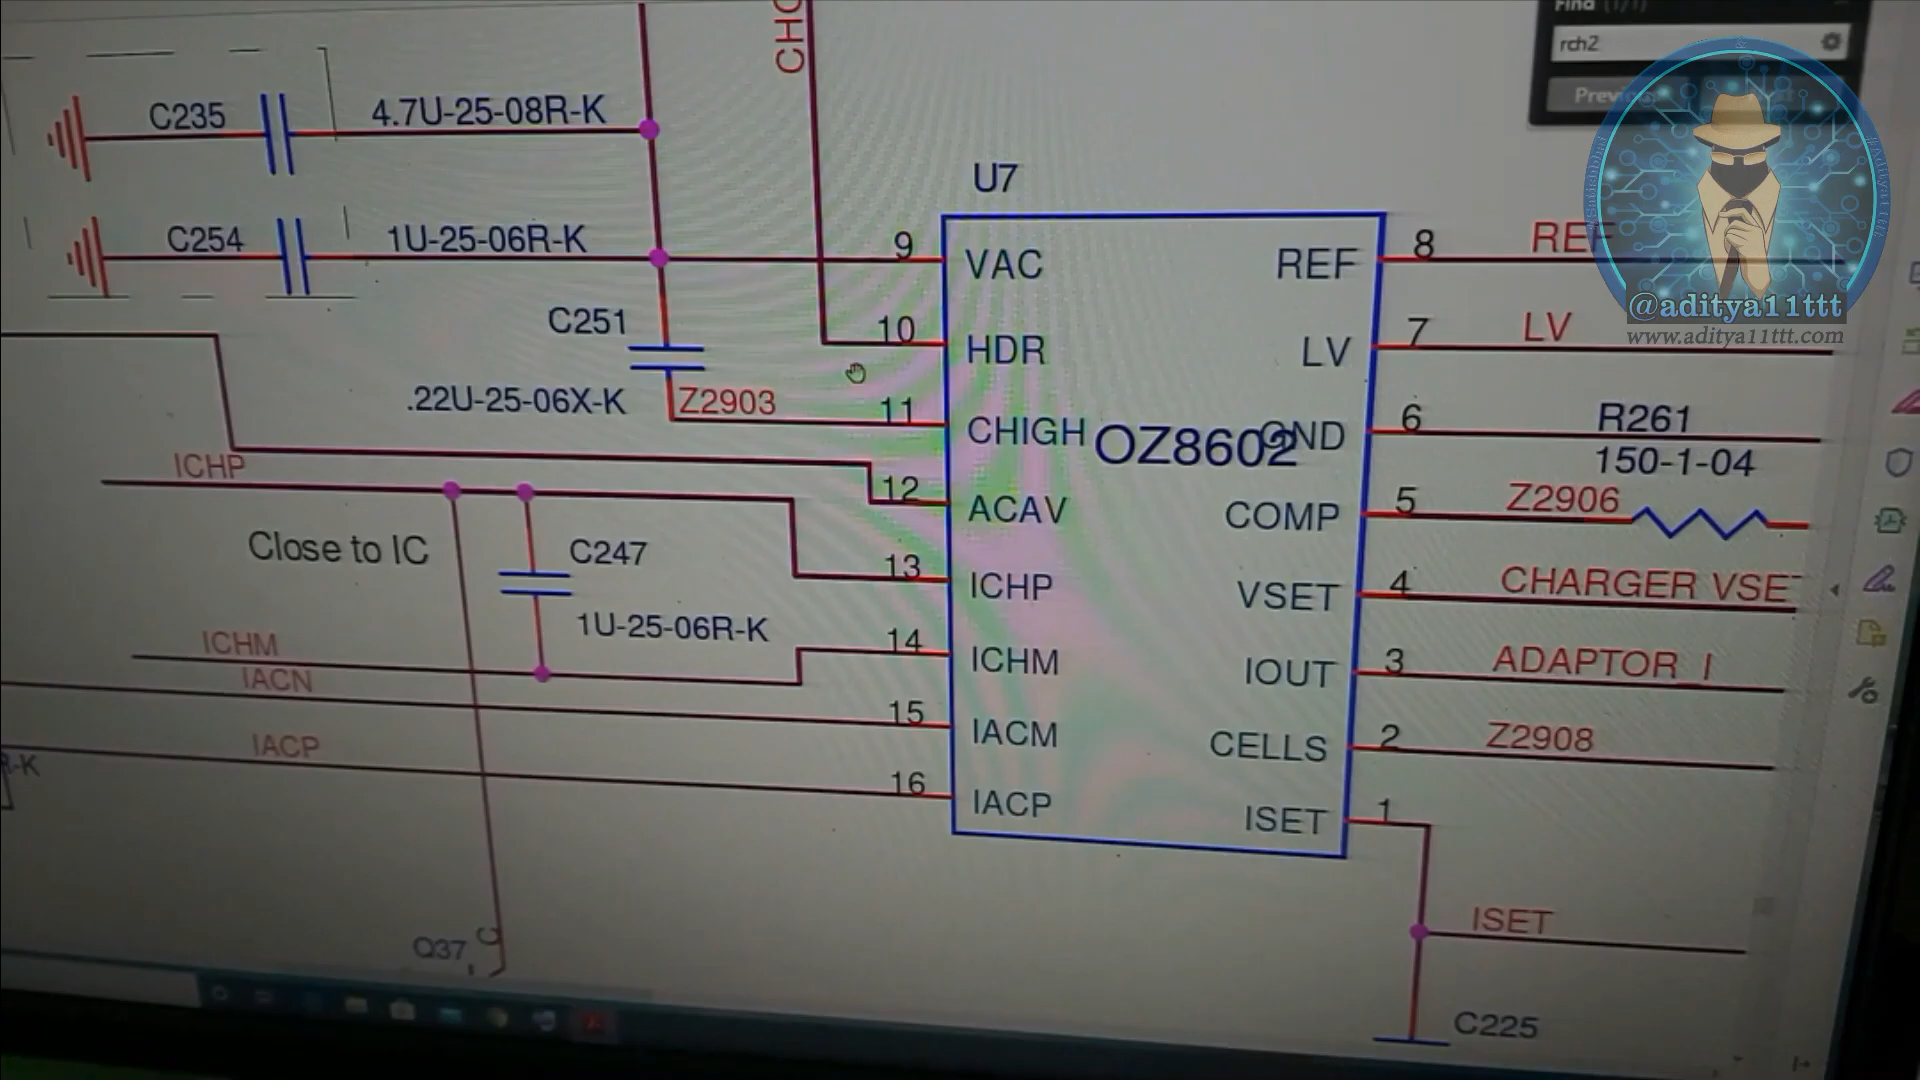 Find (1/1)
rch2
C235
4.7U-25-08R-K
C254
1U-25-06R-K
C251
.22U-25-06X-K
Z2903
ICHP
Close to IC
C247
1U-25-06R-K
ICHM
IACN
IACP
R-K
Q37
U7
OZ8602
9 VAC
10 HDR
11 CHIGH
12 ACAV
13 ICHP
14 ICHM
15 IACM
16 IACP
REF 8 REF
LV 7 LV
GND 6
R261
150-1-04
COMP 5 Z2906
VSET 4 CHARGER VSET
IOUT 3 ADAPTOR I
CELLS 2 Z2908
ISET 1
ISET
C225
@aditya11ttt
www.aditya11ttt.com